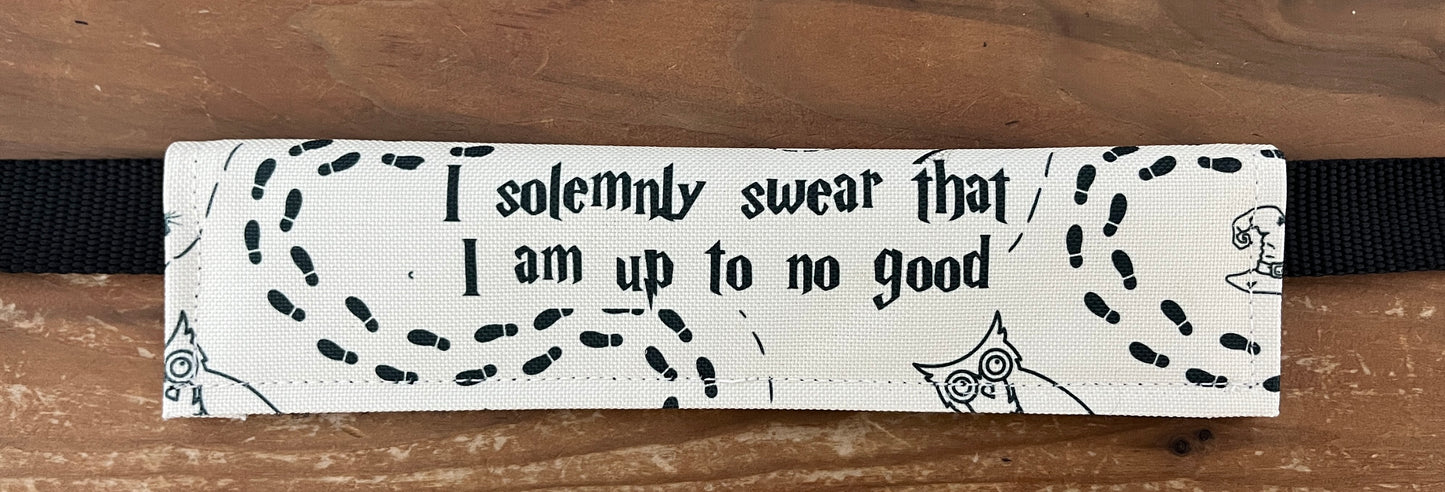 I solemnly swear that
I am up to no good